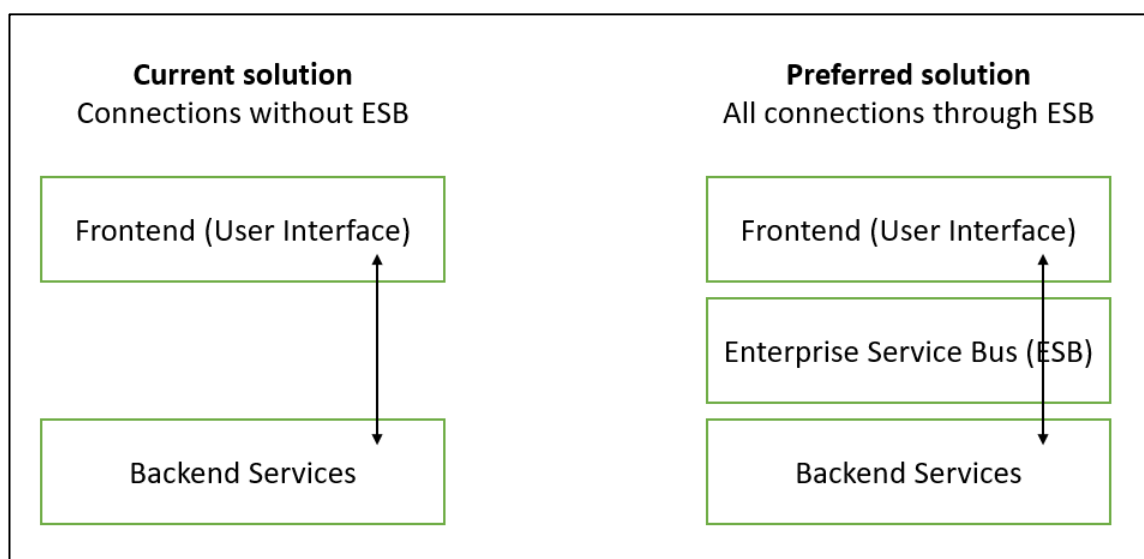 Current solution
Connections without ESB
Frontend (User Interface)
Backend Services
Preferred solution
All connections through ESB
Frontend (User Interface)
Enterprise Service Bus (ESB)
Backend Services